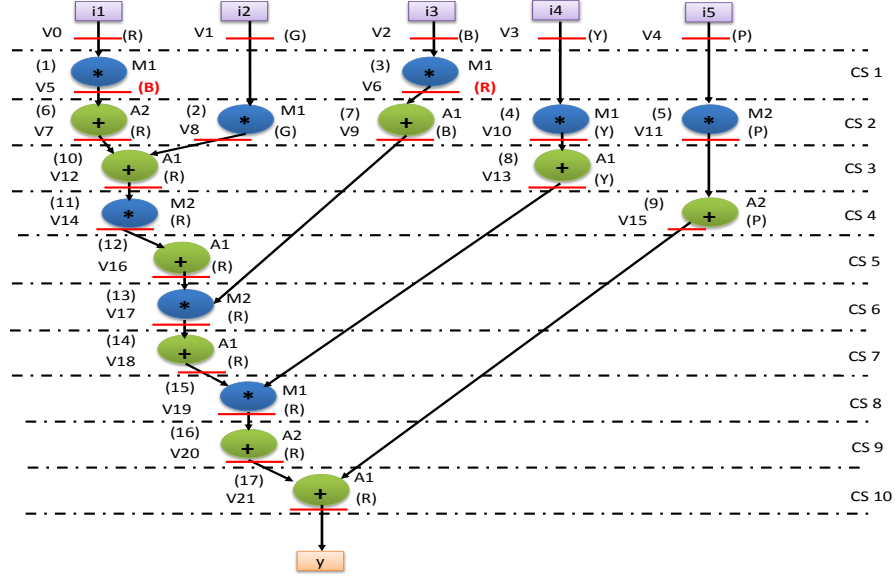 i1 i2 i3 i4 i5
V0 (R) V1 (G) V2 (B) V3 (Y) V4 (P)
(1) * M1 (3) * M1 CS 1
V5 (B) V6 (R)
(6) + A2 (2) * M1 (7) + A1 (4) * M1 (5) * M2 CS 2
V7 (R) V8 (G) V9 (B) V10 (Y) V11 (P)
(10) + A1 (8) + A1 CS 3
V12 (R) V13 (Y)
(11) * M2 (9) + A2 CS 4
V14 (R) V15 (P)
(12) + A1 CS 5
V16 (R)
(13) * M2 CS 6
V17 (R)
(14) + A1 CS 7
V18 (R)
(15) * M1 CS 8
V19 (R)
(16) + A2 CS 9
V20 (R)
(17) + A1 CS 10
V21 (R)
y